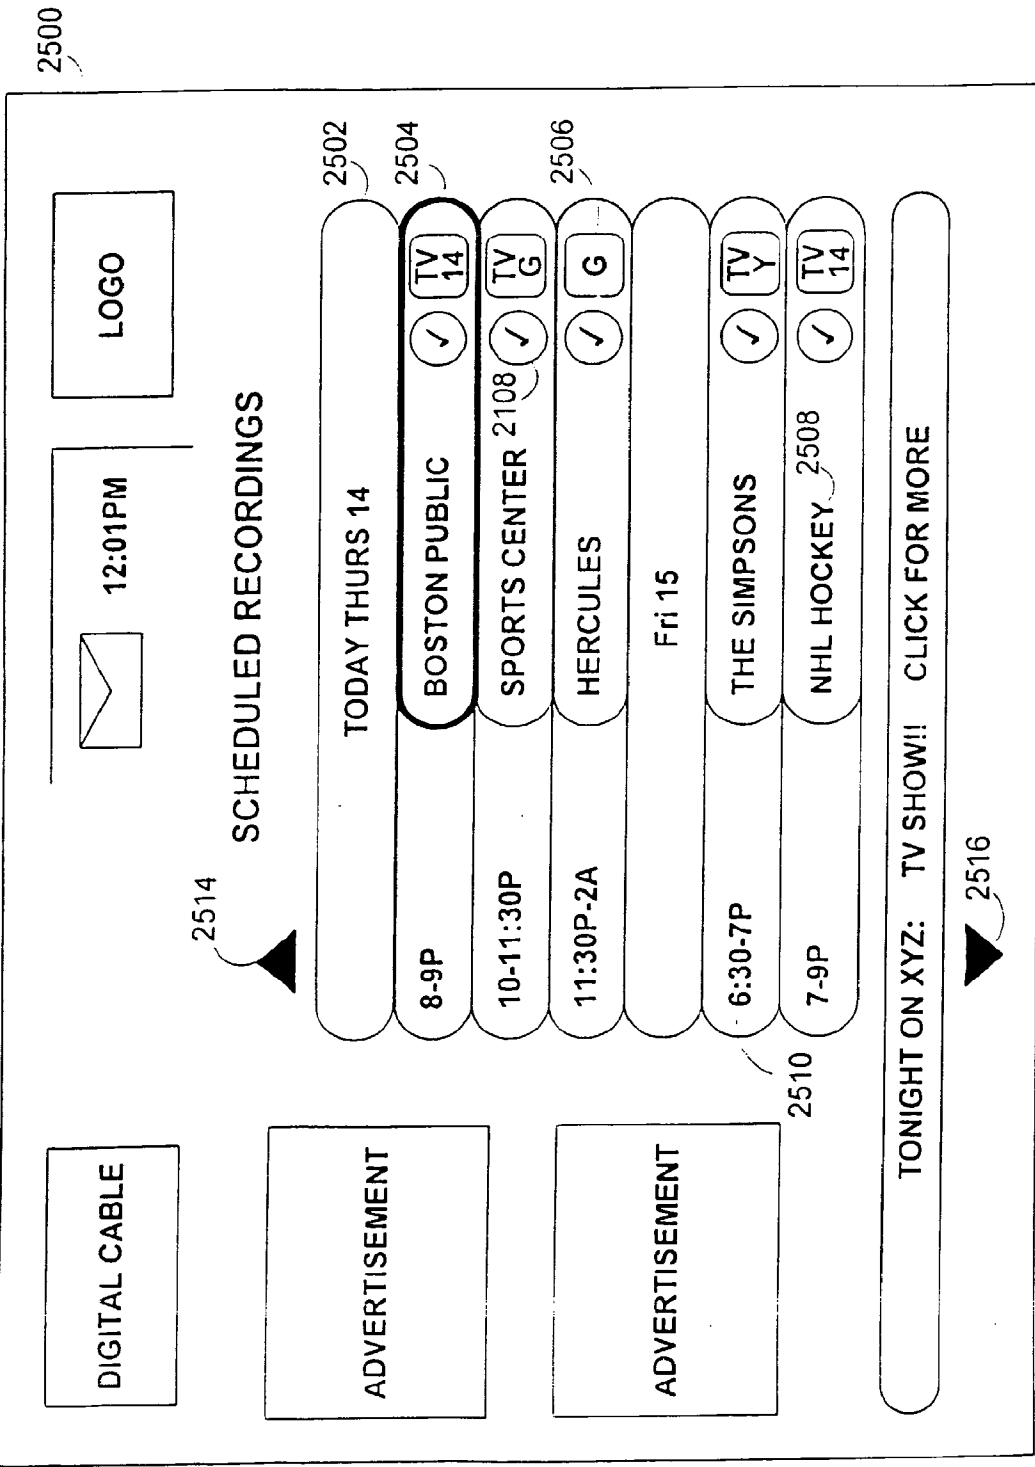 2500
DIGITAL CABLE
12:01PM
LOGO
2514
SCHEDULED RECORDINGS
2502
TODAY THURS 14
2504
8-9P BOSTON PUBLIC ✓ TV 14
10-11:30P SPORTS CENTER 2108 ✓ TV G
2506
11:30P-2A HERCULES ✓ G
Fri 15
6:30-7P THE SIMPSONS ✓ TV Y
2510
7-9P NHL HOCKEY 2508 ✓ TV 14
ADVERTISEMENT
ADVERTISEMENT
TONIGHT ON XYZ: TV SHOW!! CLICK FOR MORE
2516